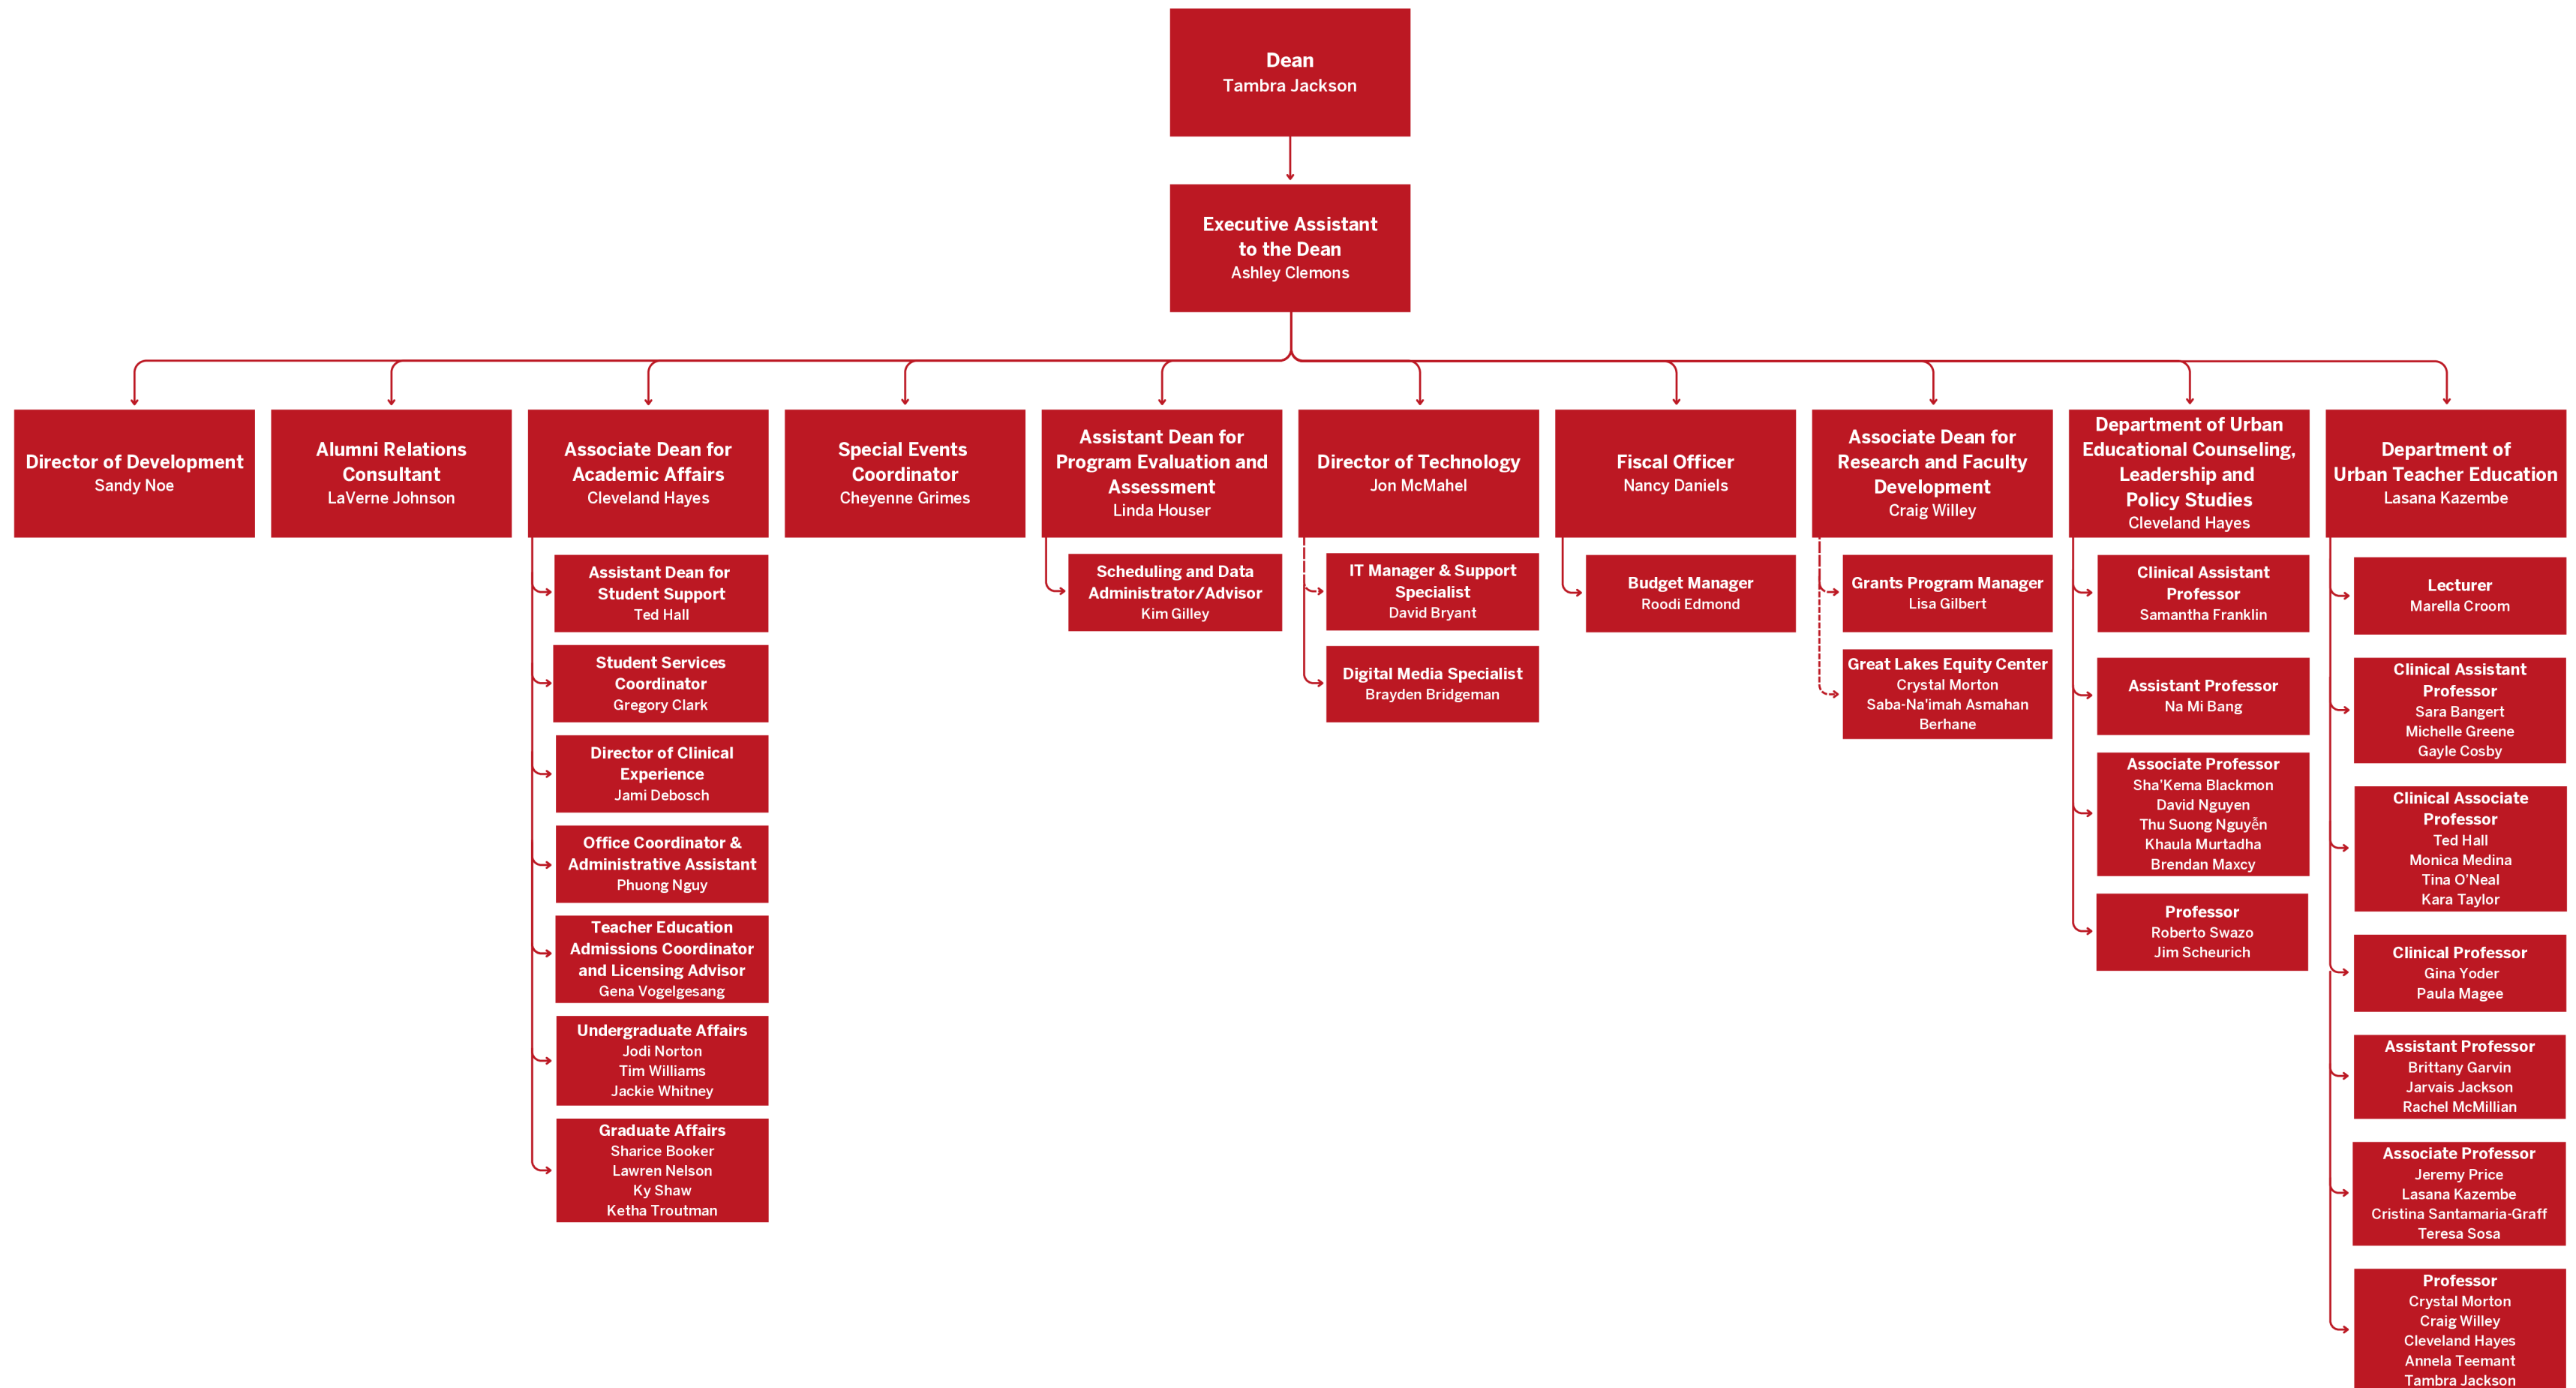 Dean
Tambra Jackson
Executive Assistant
to the Dean
Ashley Clemons
Director of Development
Sandy Noe
Alumni Relations
Consultant
LaVerne Johnson
Associate Dean for
Academic Affairs
Cleveland Hayes
Special Events
Coordinator
Cheyenne Grimes
Assistant Dean for
Program Evaluation and
Assessment
Linda Houser
Director of Technology
Jon McMahel
Fiscal Officer
Nancy Daniels
Associate Dean for
Research and Faculty
Development
Craig Willey
Department of Urban
Educational Counseling,
Leadership and
Policy Studies
Cleveland Hayes
Department of
Urban Teacher Education
Lasana Kazembe
Assistant Dean for
Student Support
Ted Hall
Student Services
Coordinator
Gregory Clark
Director of Clinical
Experience
Jami Debosch
Office Coordinator &
Administrative Assistant
Phuong Nguy
Teacher Education
Admissions Coordinator
and Licensing Advisor
Gena Vogelgesang
Undergraduate Affairs
Jodi Norton
Tim Williams
Jackie Whitney
Graduate Affairs
Sharice Booker
Lawren Nelson
Ky Shaw
Ketha Troutman
Scheduling and Data
Administrator/Advisor
Kim Gilley
IT Manager & Support
Specialist
David Bryant
Digital Media Specialist
Brayden Bridgeman
Budget Manager
Roodi Edmond
Grants Program Manager
Lisa Gilbert
Great Lakes Equity Center
Crystal Morton
Saba-Na'imah Asmahan
Berhane
Clinical Assistant
Professor
Samantha Franklin
Assistant Professor
Na Mi Bang
Associate Professor
Sha'Kema Blackmon
David Nguyen
Thu Suong Nguyễn
Khaula Murtadha
Brendan Maxcy
Professor
Roberto Swazo
Jim Scheurich
Lecturer
Marella Croom
Clinical Assistant
Professor
Sara Bangert
Michelle Greene
Gayle Cosby
Clinical Associate
Professor
Ted Hall
Monica Medina
Tina O'Neal
Kara Taylor
Clinical Professor
Gina Yoder
Paula Magee
Assistant Professor
Brittany Garvin
Jarvais Jackson
Rachel McMillian
Associate Professor
Jeremy Price
Lasana Kazembe
Cristina Santamaria-Graff
Teresa Sosa
Professor
Crystal Morton
Craig Willey
Cleveland Hayes
Annela Teemant
Tambra Jackson